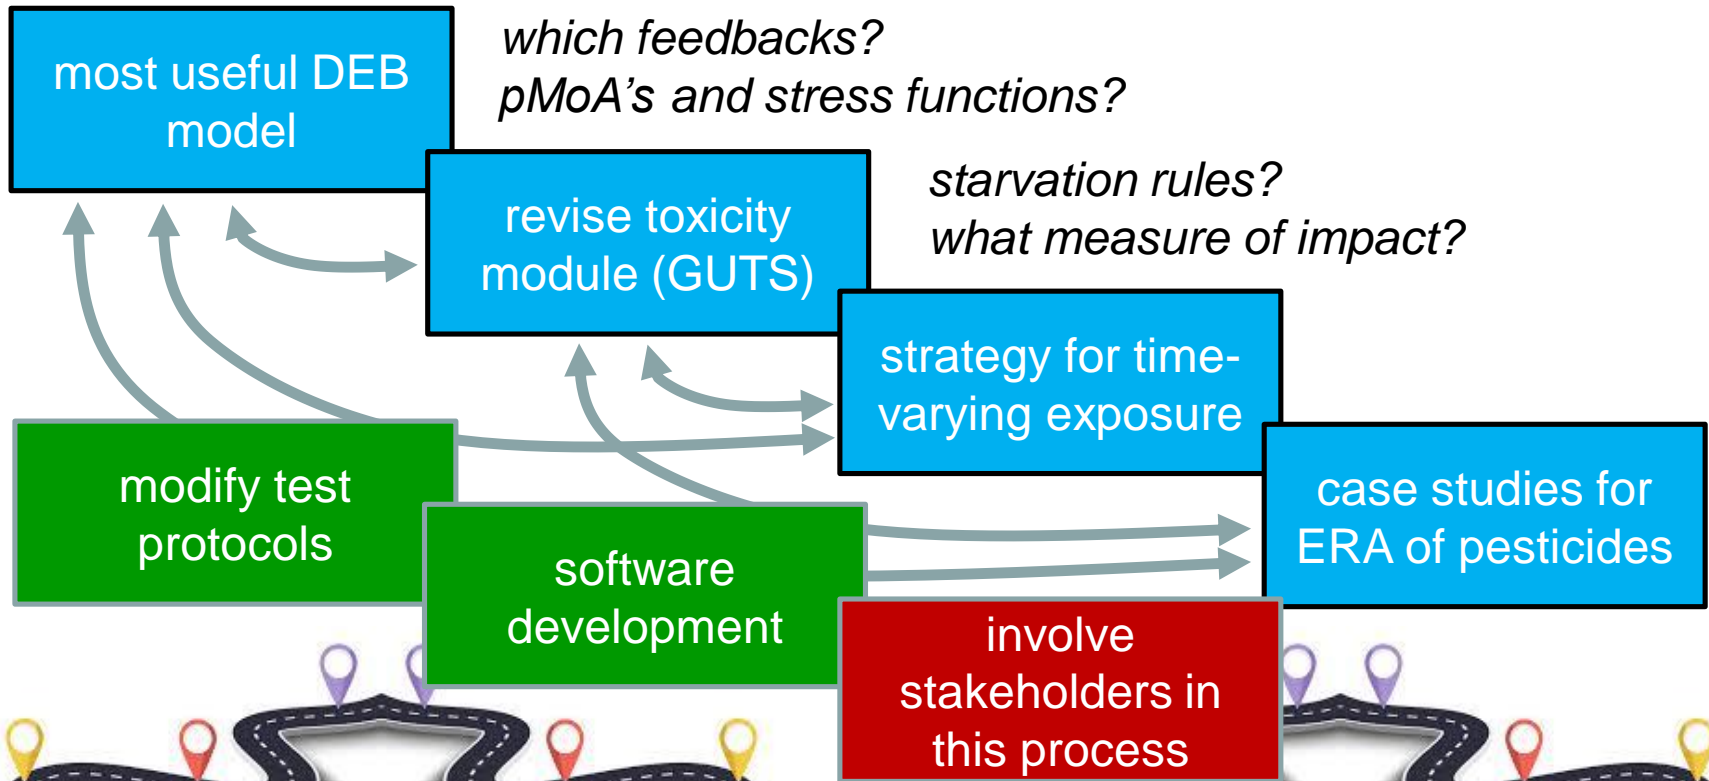 most useful DEB
model
which feedbacks?
pMoA's and stress functions?
revise toxicity
module (GUTS)
starvation rules?
what measure of impact?
strategy for time-
varying exposure
case studies for
ERA of pesticides
modify test
protocols
software
development
involve
stakeholders in
this process